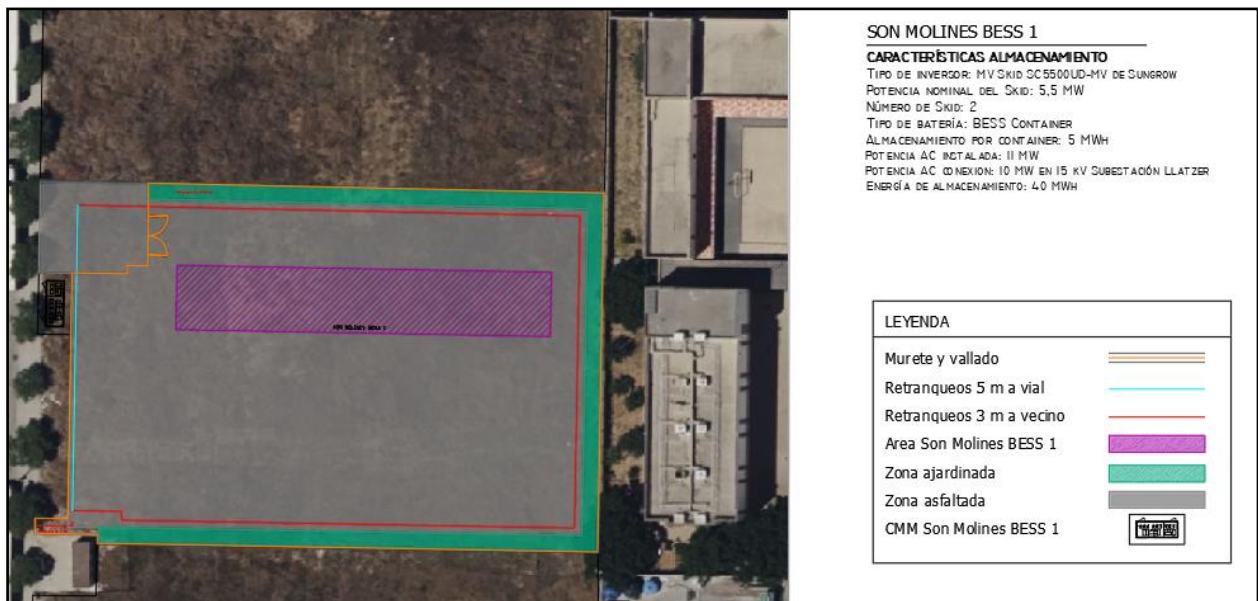 SON MOLINES BESS 1
CARACTERÍSTICAS ALMACENAMIENTO
TIPO DE INVERSOR: MV SKID SC5500UD-MV DE SUNGROW
POTENCIA NOMINAL DEL SKID: 5,5 MW
NÚMERO DE SKID: 2
TIPO DE BATERÍA: BESS CONTAINER
ALMACENAMIENTO POR CONTAINER: 5 MWH
POTENCIA AC INSTALADA: 11 MW
POTENCIA AC CONEXION: 10 MW EN 15 KV SUBESTACIÓN LLATZER
ENERGÍA DE ALMACENAMIENTO: 40 MWH
LEYENDA
Murete y vallado
Retranqueos 5 m a vial
Retranqueos 3 m a vecino
Area Son Molines BESS 1
Zona ajardinada
Zona asfaltada
CMM Son Molines BESS 1